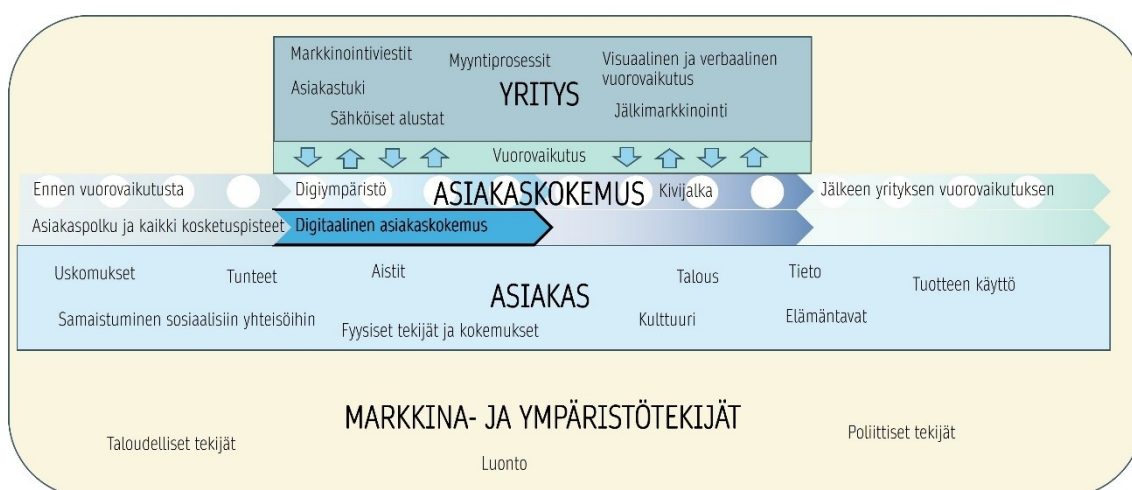 Markkinointiviestit
Myyntiprosessit
Visuaalinen ja verbaalinen
vuorovaikutus
Asiakastuki
YRITYS
Sähköiset alustat
Jälkimarkkinointi
Vuorovaikutus
Ennen vuorovaikutusta
Digiympäristö
ASIAKASKOKEMUS
Kivijalka
Jälkeen yrityksen vuorovaikutuksen
Asiakaspolku ja kaikki kosketuspisteet
Digitaalinen asiakaskokemus
Uskomukset
Tunteet
Aistit
ASIAKAS
Talous
Tieto
Tuotteen käyttö
Samaistuminen sosiaalisiin yhteisöihin
Fyysiset tekijät ja kokemukset
Kulttuuri
Elämäntavat
MARKKINA- JA YMPÄRISTÖTEKIJÄT
Taloudelliset tekijät
Luonto
Poliittiset tekijät